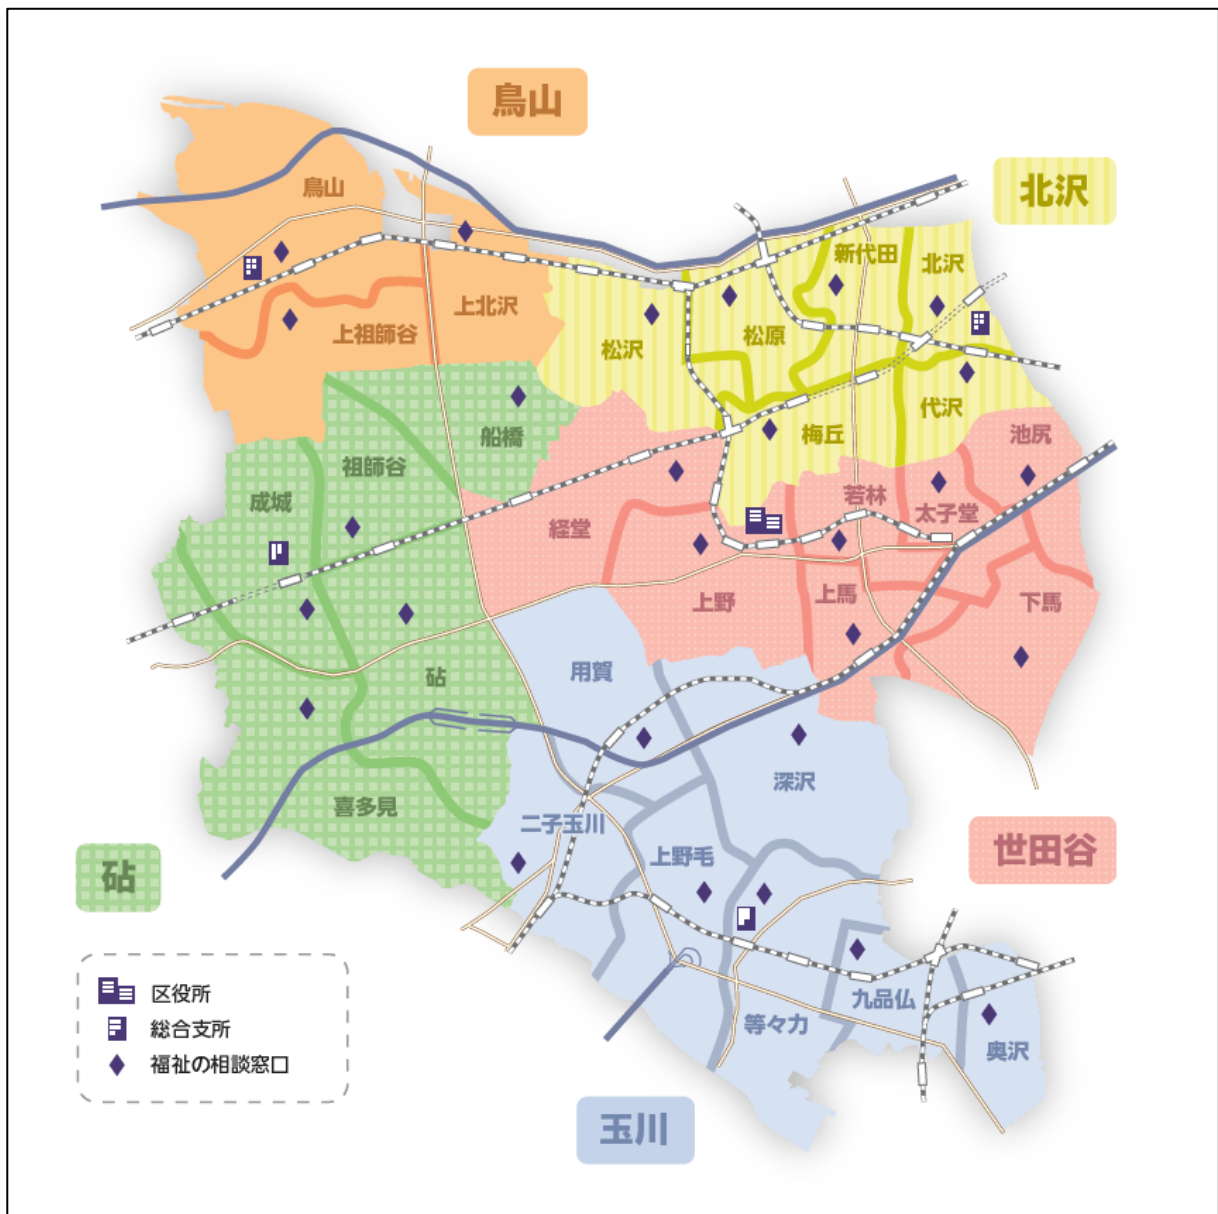 烏山
北沢
烏山
新代田
北沢
上北沢
上祖師谷
松沢
松原
代沢
船橋
梅丘
池尻
祖師谷
成城
若林
太子堂
経堂
上野
上馬
下馬
用賀
砧
深沢
喜多見
二子玉川
上野毛
世田谷
砧
九品仏
等々力
奥沢
区役所
総合支所
福祉の相談窓口
玉川